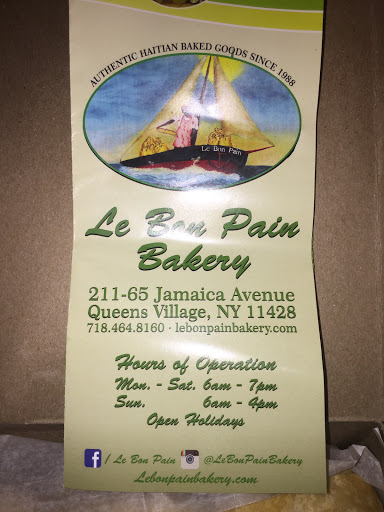 AUTHENTIC HAITIAN BAKED GOODS SINCE 1988
Le Bon Pain
Le Bon Pain
Bakery
211-65 Jamaica Avenue
Queens Village, NY 11428
718.464.8160 · lebonpainbakery.com
Hours of Operation
Mon. - Sat. 6am - 7pm
Sun. 6am - 4pm
Open Holidays
f / Le Bon Pain @LeBonPainBakery
Lebonpainbakery.com